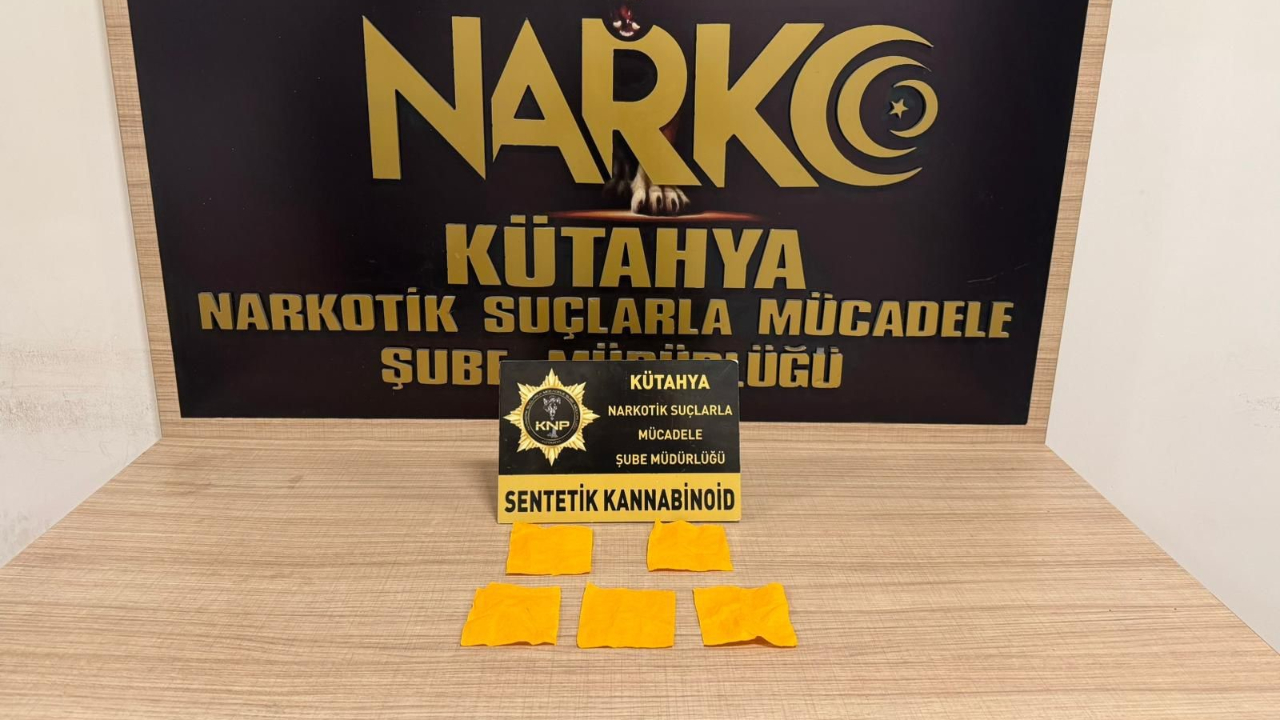 NARKO
KÜTAHYA
NARKOTİK SUÇLARLA MÜCADELE
ŞUBE MÜDÜRLÜĞÜ
KÜTAHYA
NARKOTİK SUÇLARLA
MÜCADELE
ŞUBE MÜDÜRLÜĞÜ
KNP
SENTETİK KANNABİNOİD